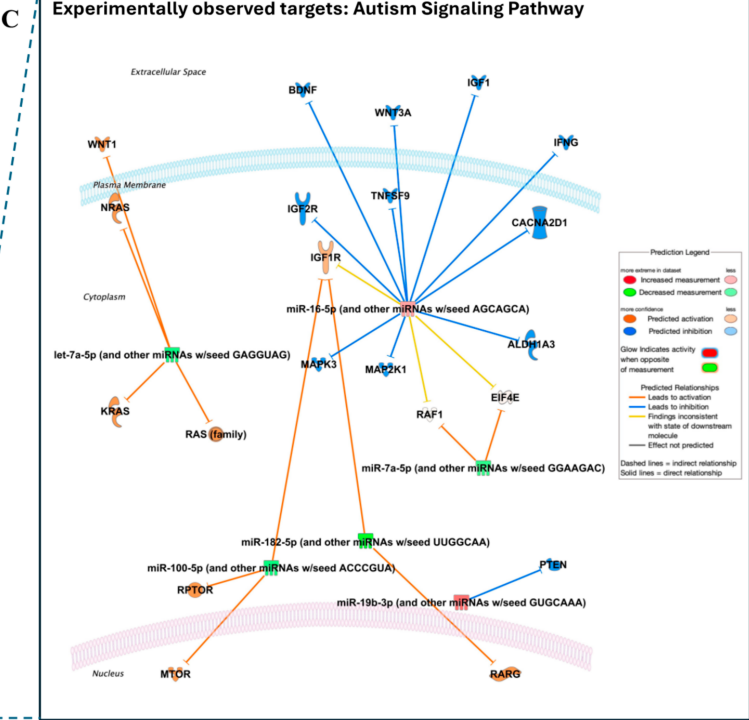 C
Experimentally observed targets: Autism Signaling Pathway
Extracellular Space
BDNF
IGF1
WNT3A
WNT1
IFNG
Plasma Membrane
NRAS
IGF2R
TNFSF9
CACNA2D1
IGF1R
Cytoplasm
miR-16-5p (and other miRNAs w/seed AGCAGCA)
let-7a-5p (and other miRNAs w/seed GAGGUAG)
MAPK3
MAP2K1
ALDH1A3
KRAS
RAS (family)
RAF1
EIF4E
miR-7a-5p (and other miRNAs w/seed GGAAGAC)
miR-182-5p (and other miRNAs w/seed UUGGCAA)
miR-100-5p (and other miRNAs w/seed ACCCGUA)
PTEN
RPTOR
miR-19b-3p (and other miRNAs w/seed GUGCAAA)
Nucleus
MTOR
RARG
Prediction Legend
more extreme in dataset less
Increased measurement
Decreased measurement
more confidence less
Predicted activation
Predicted inhibition
Glow Indicates activity
when opposite
of measurement
Predicted Relationships
Leads to activation
Leads to inhibition
Findings inconsistent
with state of downstream
molecule
Effect not predicted
Dashed lines = indirect relationship
Solid lines = direct relationship